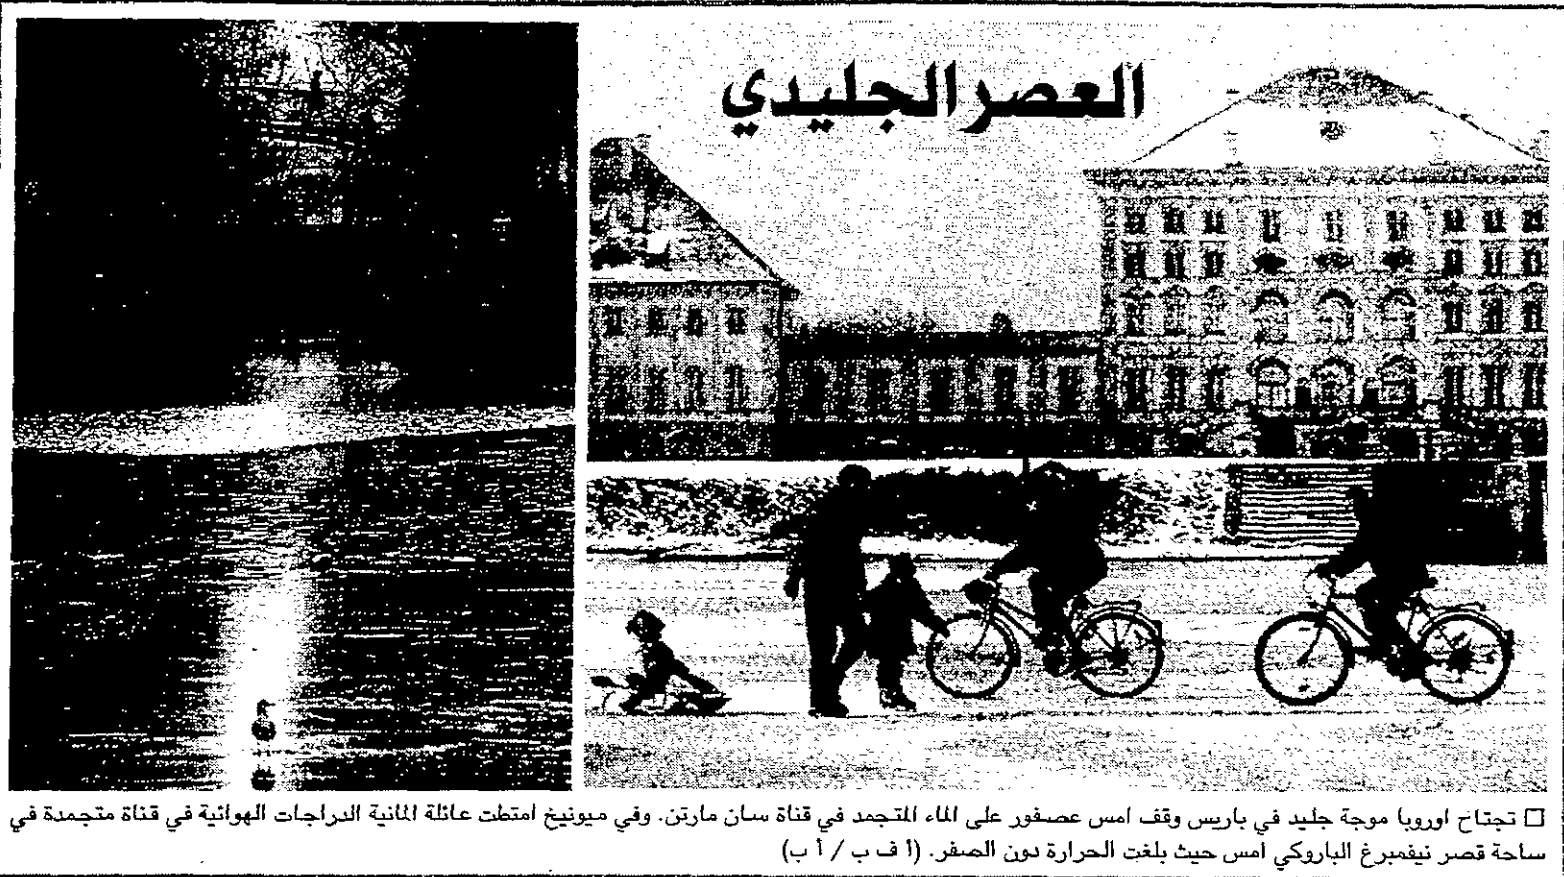 العصر الجليدي
□ تجتاح اوروبا موجة جليد في باريس وقف امس عصفور على الماء المتجمد في قناة سان مارتن. وفي ميونيخ امتطت عائلة المانية الدراجات الهوائية في قناة متجمدة في
ساحة قصر نيفمبرغ الباروكي امس حيث بلغت الحرارة دون الصفر. (أ ف ب / أ ب)